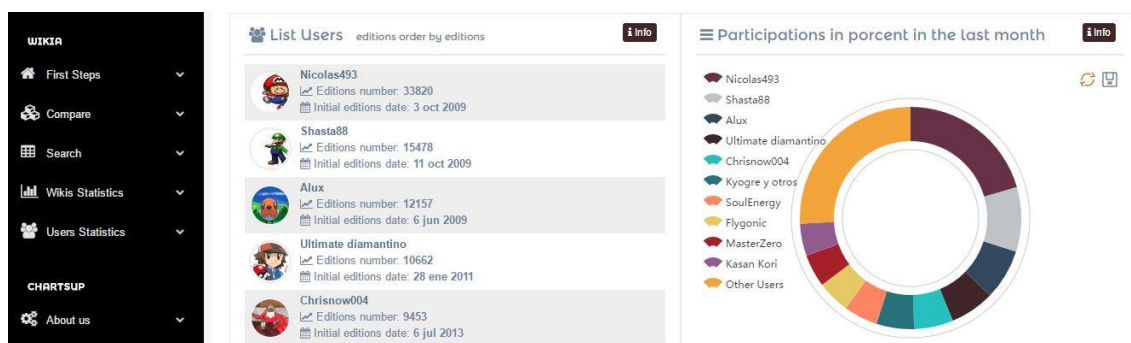 WIKIA
First Steps
Compare
Search
Wikis Statistics
Users Statistics
CHARTSUP
About us
List Users editions order by editions
Info
Nicolas493
Editions number: 33820
Initial editions date: 3 oct 2009
Shasta88
Editions number: 15478
Initial editions date: 11 oct 2009
Alux
Editions number: 12157
Initial editions date: 6 jun 2009
Ultimate diamantino
Editions number: 10662
Initial editions date: 28 ene 2011
Chrisnow004
Editions number: 9453
Initial editions date: 6 jul 2013
Participations in porcent in the last month
Info
Nicolas493
Shasta88
Alux
Ultimate diamantino
Chrisnow004
Kyogre y otros
SoulEnergy
Flygonic
MasterZero
Kasan Kori
Other Users